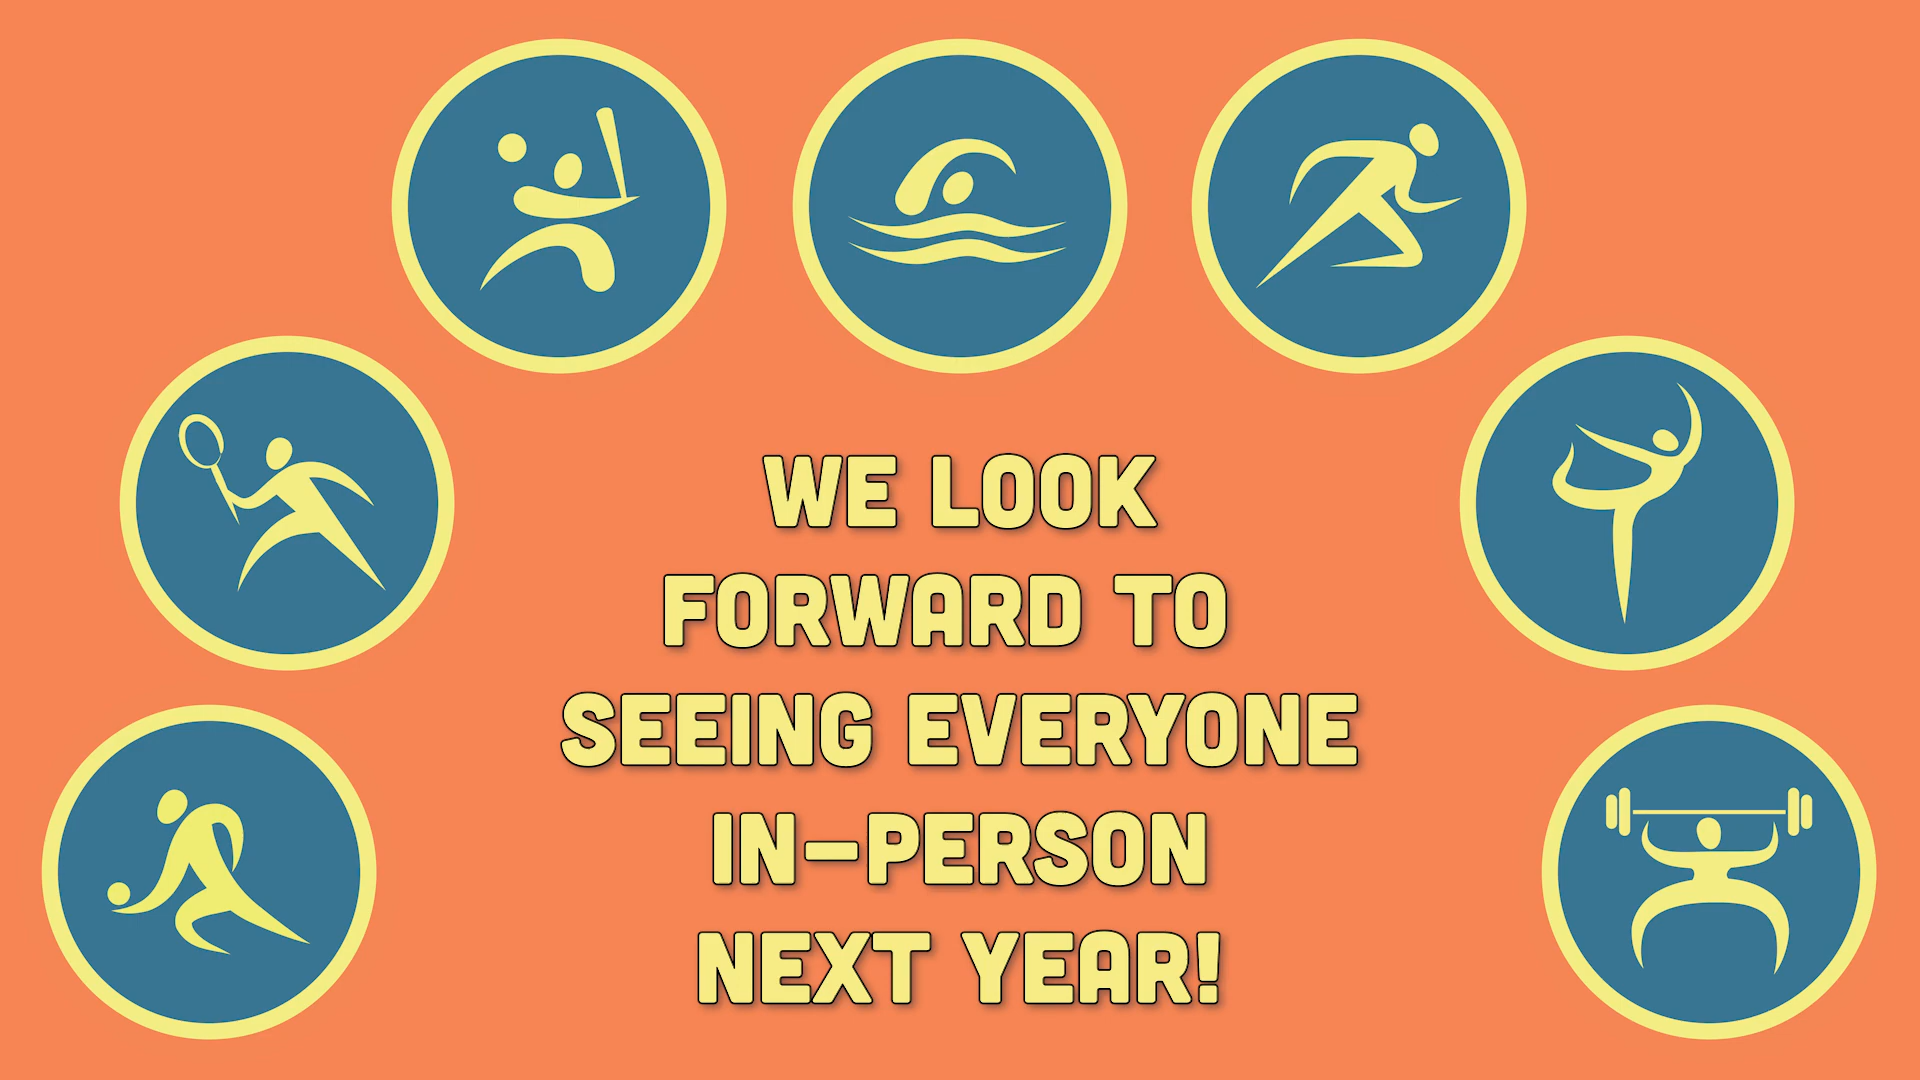 WE LOOK
FORWARD TO
SEEING EVERYONE
IN-PERSON
NEXT YEAR!